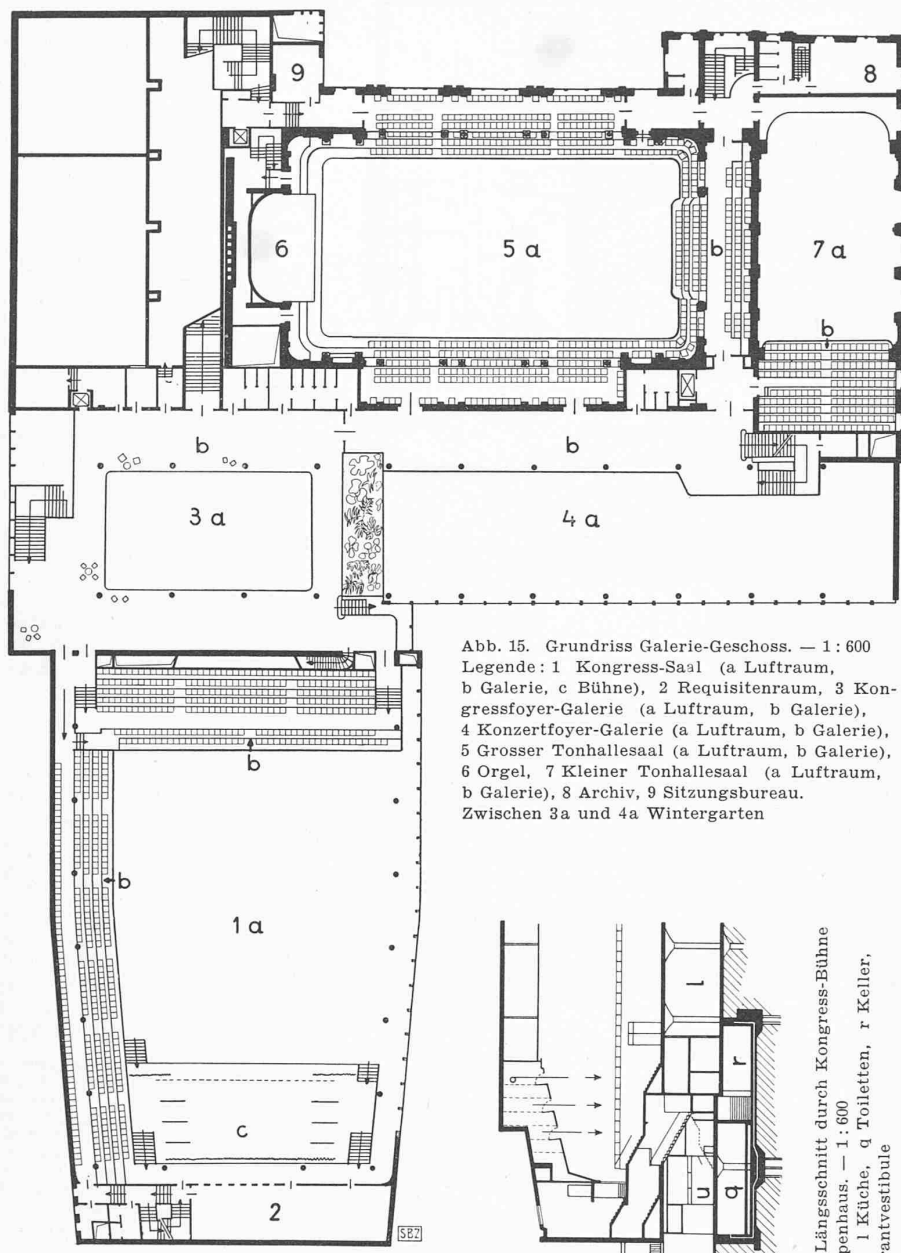 9
8
6
5 a
b
7 a
b
b
b
3 a
4 a
Abb. 15. Grundriss Galerie-Geschoss. — 1 : 600
Legende : 1 Kongress-Saal (a Luftraum,
b Galerie, c Bühne), 2 Requisitenraum, 3 Kon-
gressfoyer-Galerie (a Luftraum, b Galerie),
4 Konzertfoyer-Galerie (a Luftraum, b Galerie),
5 Grosser Tonhallesaal (a Luftraum, b Galerie),
6 Orgel, 7 Kleiner Tonhallesaal (a Luftraum,
b Galerie), 8 Archiv, 9 Sitzungsbureau.
Zwischen 3a und 4a Wintergarten
b
b
1 a
c
2
SBZ
l
r
u
q
Längsschnitt durch Kongress-Bühne
penhaus. — 1 : 600
l Küche, q Toiletten, r Keller,
rantvestibule